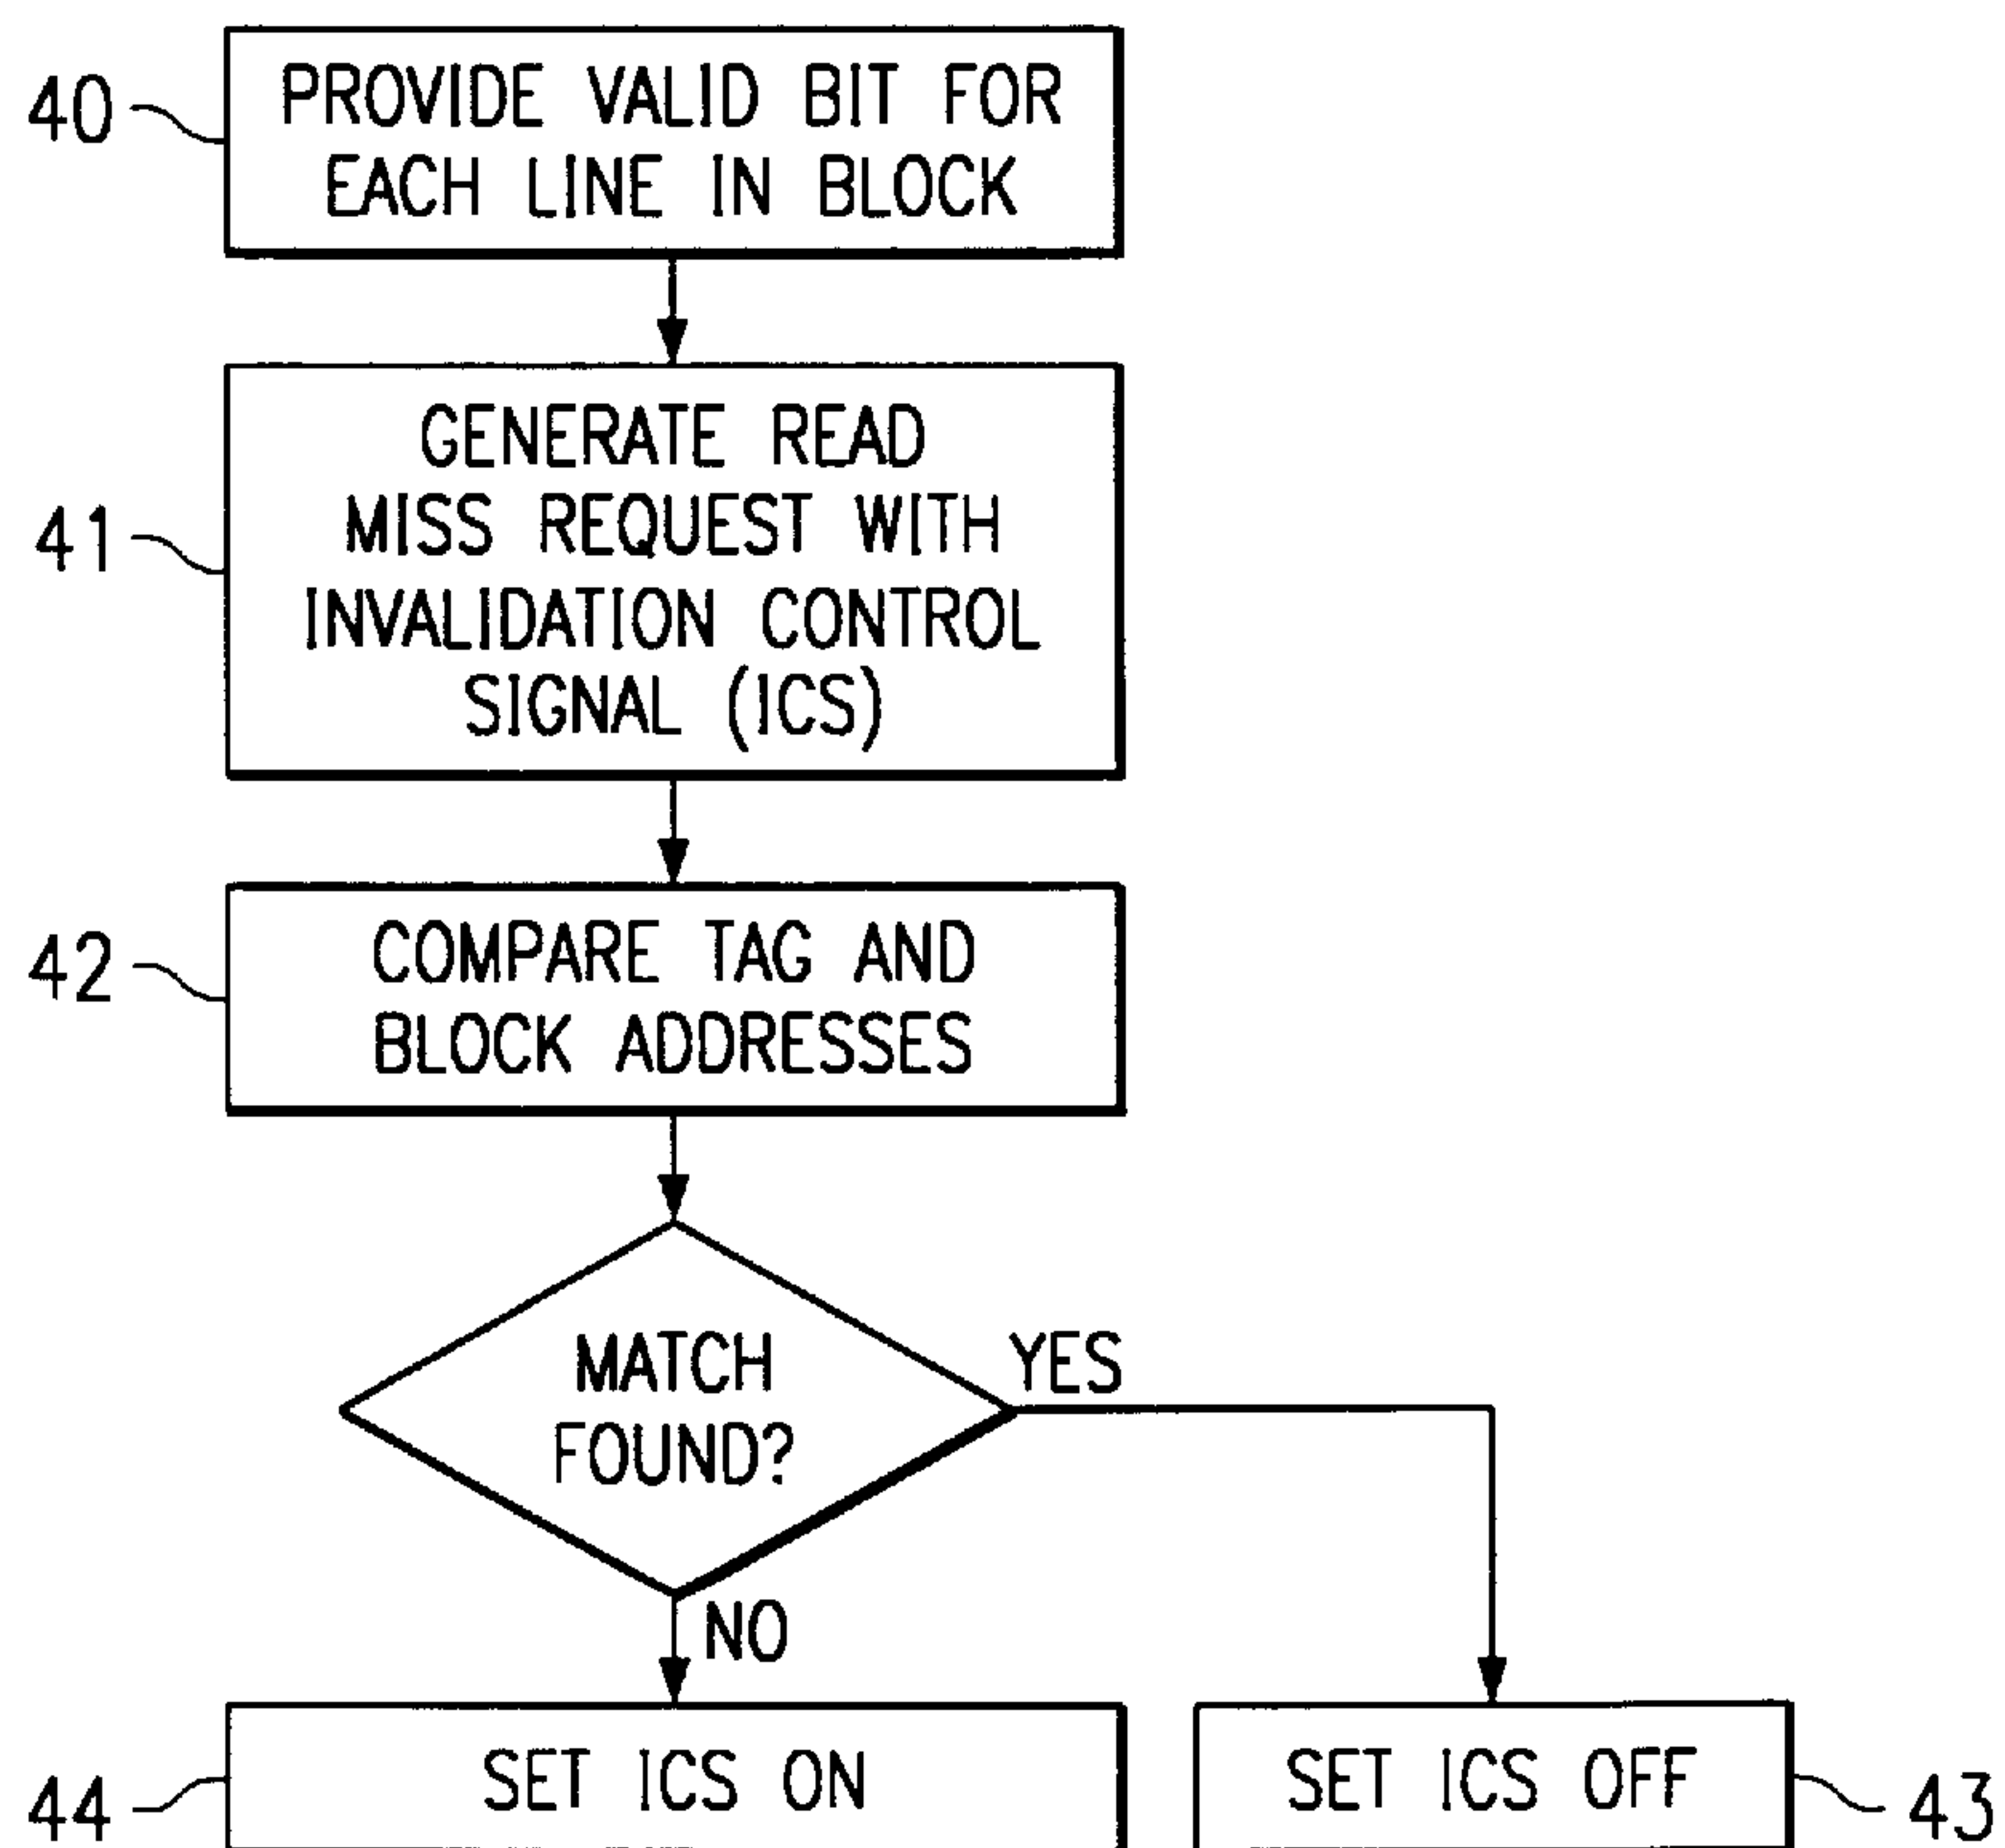 40
PROVIDE VALID BIT FOR
EACH LINE IN BLOCK
41
GENERATE READ
MISS REQUEST WITH
INVALIDATION CONTROL
SIGNAL (ICS)
42
COMPARE TAG AND
BLOCK ADDRESSES
MATCH
FOUND?
YES
NO
44
SET ICS ON
SET ICS OFF
43